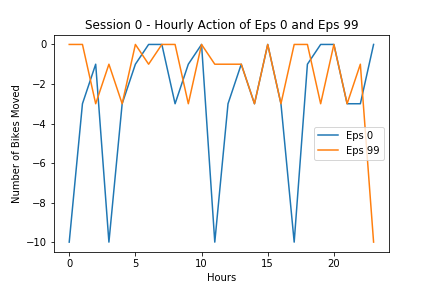 Session 0 - Hourly Action of Eps 0 and Eps 99
Number of Bikes Moved
0
−2
−4
−6
−8
−10
Eps 0
Eps 99
0
5
10
15
20
Hours